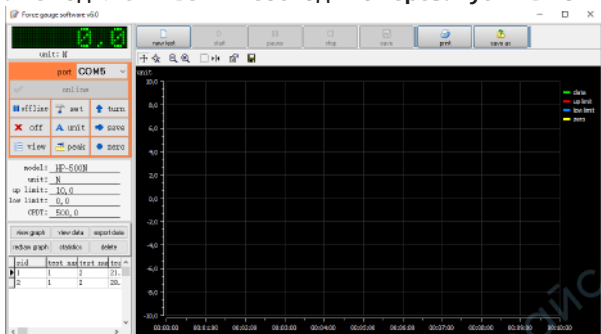 Force gauge software v6.0
0.0
unit: N
new test start pause stop save print save as
port COM5
online
offline set turn
off unit save
view peak zero
model: HP-500N
unit: N
up limit: 10,0
low limit: 0,0
CPDT: 500,0
view graph view data export data
redraw graph statistics delete
1 1 2 21.
2 1 2 20.
unit
10,0
8,0
6,0
4,0
2,0
0,0
-2,0
-4,0
-6,0
-8,0
-10,0
data
up limit
low limit
zero
00:00:00 00:01:00 00:02:00 00:03:00 00:04:00 00:05:00 00:06:00 00:07:00 00:08:00 00:09:00 00:10:00